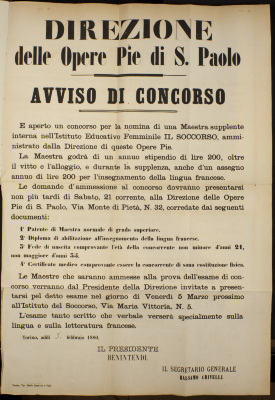 DIREZIONE
delle Opere Pie di S. Paolo
AVVISO DI CONCORSO
È aperto un concorso per la nomina di una Maestra supplente
interna nell'Istituto Educativo Femminile IL SOCCORSO, ammi-
nistrato dalla Direzione di queste Opere Pie.
La Maestra godrà di un annuo stipendio di lire 200, oltre
il vitto e l'alloggio, e durante la supplenza, anche d'un assegno
annuo di lire 200 per l'insegnamento della lingua francese.
Le domande d'ammessione al concorso dovranno presentarsi
non più tardi di Sabato, 21 corrente, alla Direzione delle Opere
Pie di S. Paolo, Via Monte di Pietà, N. 32, corredate dai seguenti
documenti:
1° Patente di Maestra normale di grado superiore.
2° Diploma di abilitazione all'insegnamento della lingua francese.
3° Fede di nascita comprovante l'età della concorrente non minore d'anni 21,
non maggiore d'anni 35.
4° Certificato medico comprovante essere la concorrente di sana costituzione fisica.
Le Maestre che saranno ammesse alla prova dell'esame di con-
corso verranno dal Presidente della Direzione invitate a presen-
tarsi pel detto esame nel giorno di Venerdì 5 Marzo prossimo
all'Istituto del Soccorso, Via Maria Vittoria, N. 5.
L'esame tanto scritto che verbale verserà specialmente sulla
lingua e sulla letteratura francese.
Torino, addì febbraio 1880.
IL PRESIDENTE
BENINTENDI.
IL SEGRETARIO GENERALE
BALSAMO CRIVELLI